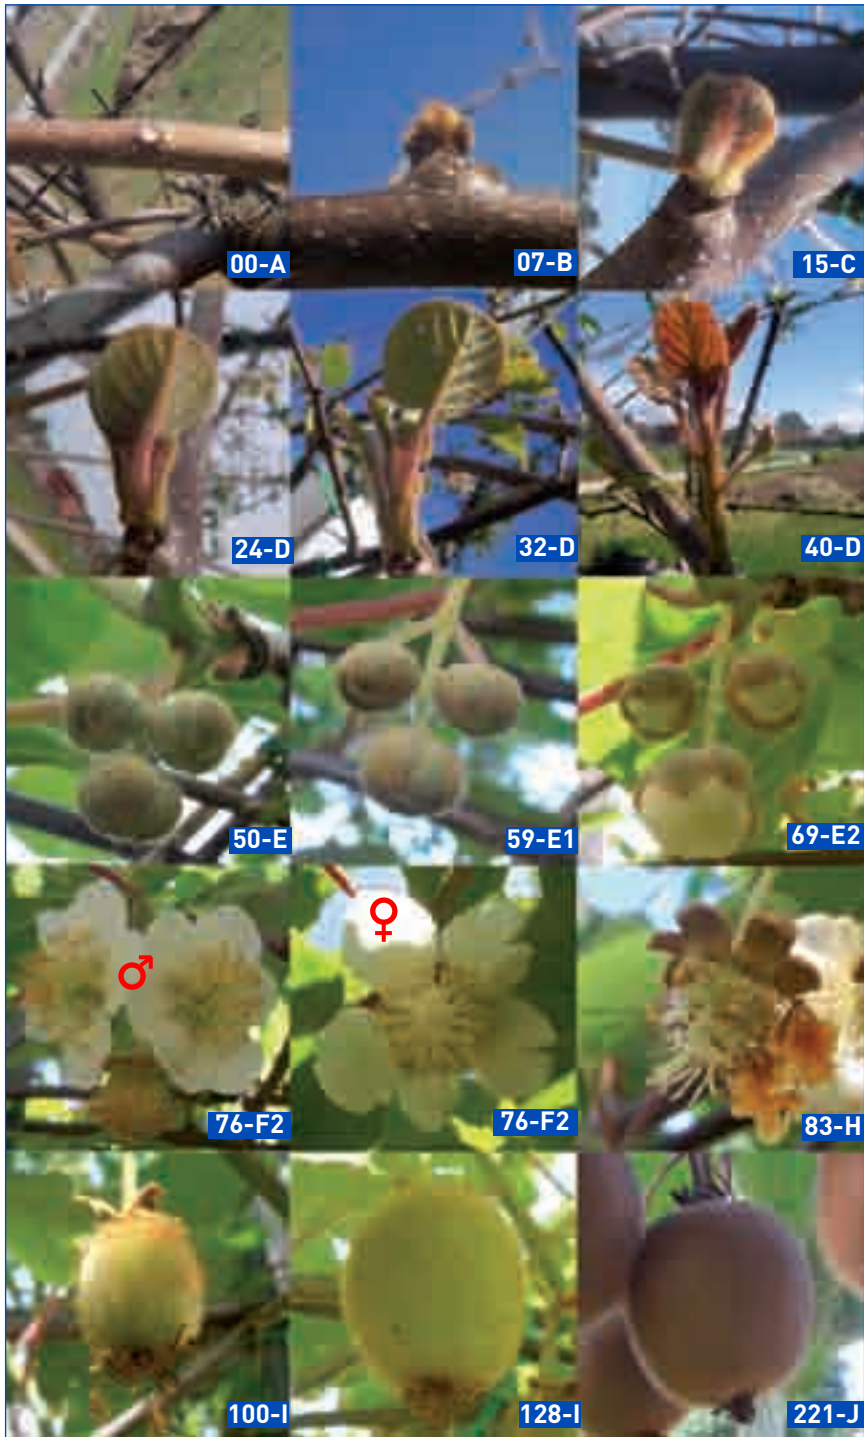 00-A
07-B
15-C
24-D
32-D
40-D
50-E
59-E1
69-E2
♂
♀
76-F2
76-F2
83-H
100-I
128-I
221-J